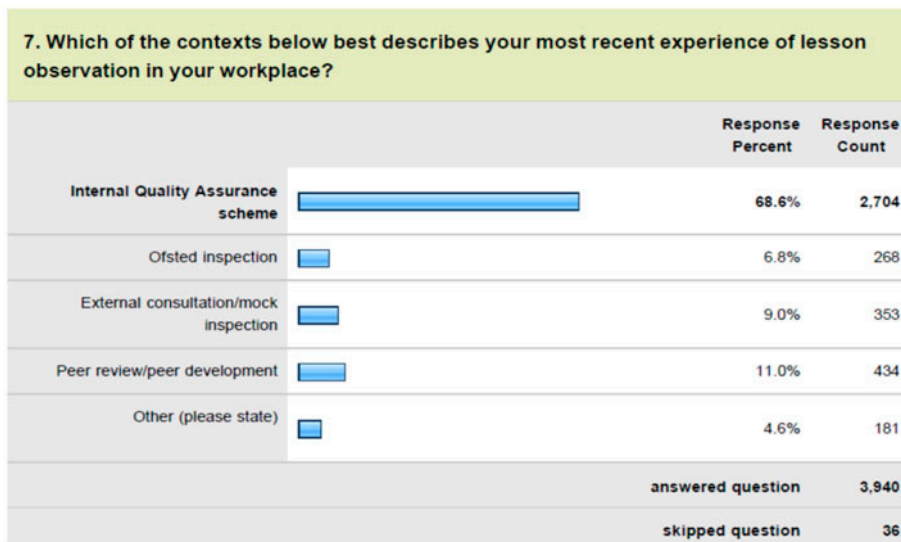 7. Which of the contexts below best describes your most recent experience of lesson
observation in your workplace?
Response Percent Response Count
Internal Quality Assurance scheme 68.6% 2,704
Ofsted inspection 6.8% 268
External consultation/mock inspection 9.0% 353
Peer review/peer development 11.0% 434
Other (please state) 4.6% 181
answered question 3,940
skipped question 36